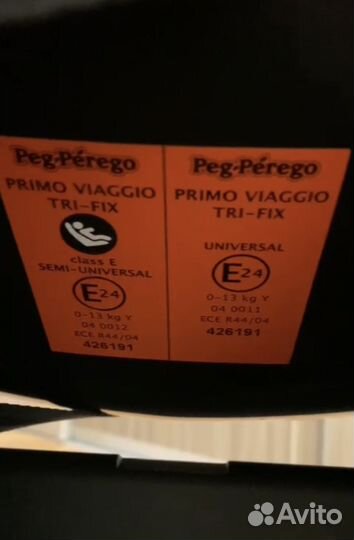 Peg-Pérego
PRIMO VIAGGIO
TRI-FIX
class E
SEMI-UNIVERSAL
E24
0-13 kg Y
04 0012
ECE R44/04
426191
Peg-Pérego
PRIMO VIAGGIO
TRI-FIX
UNIVERSAL
E24
0-13 kg Y
04 0011
ECE R44/04
426191
Avito